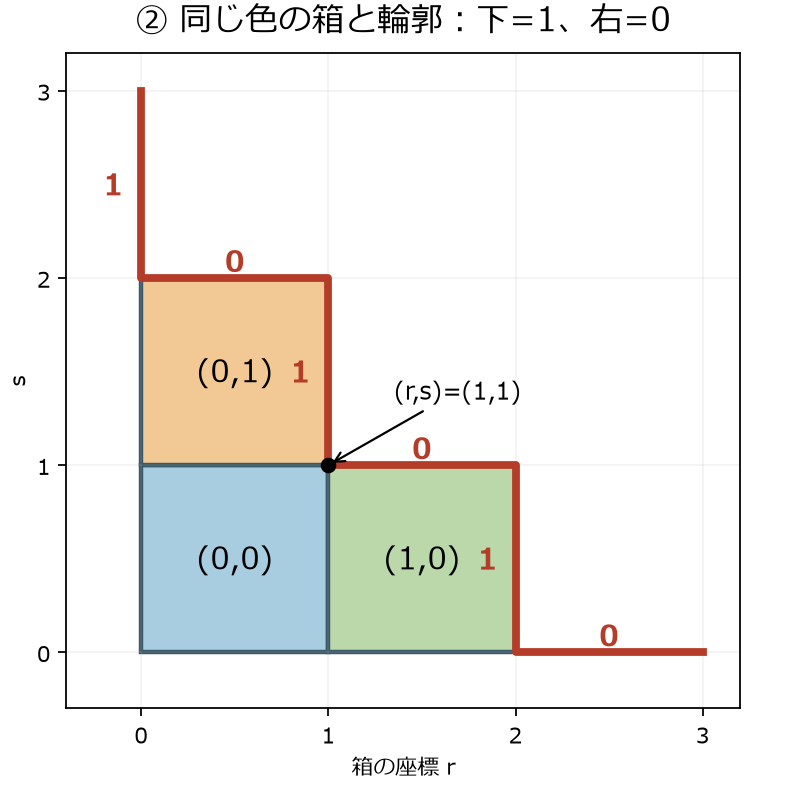 ② 同じ色の箱と輪郭：下=1、右=0
3
1
0
2
(0,1) 1
(r,s)=(1,1)
s
0
1
(0,0)
(1,0) 1
0
0
0 1 2 3
箱の座標 r